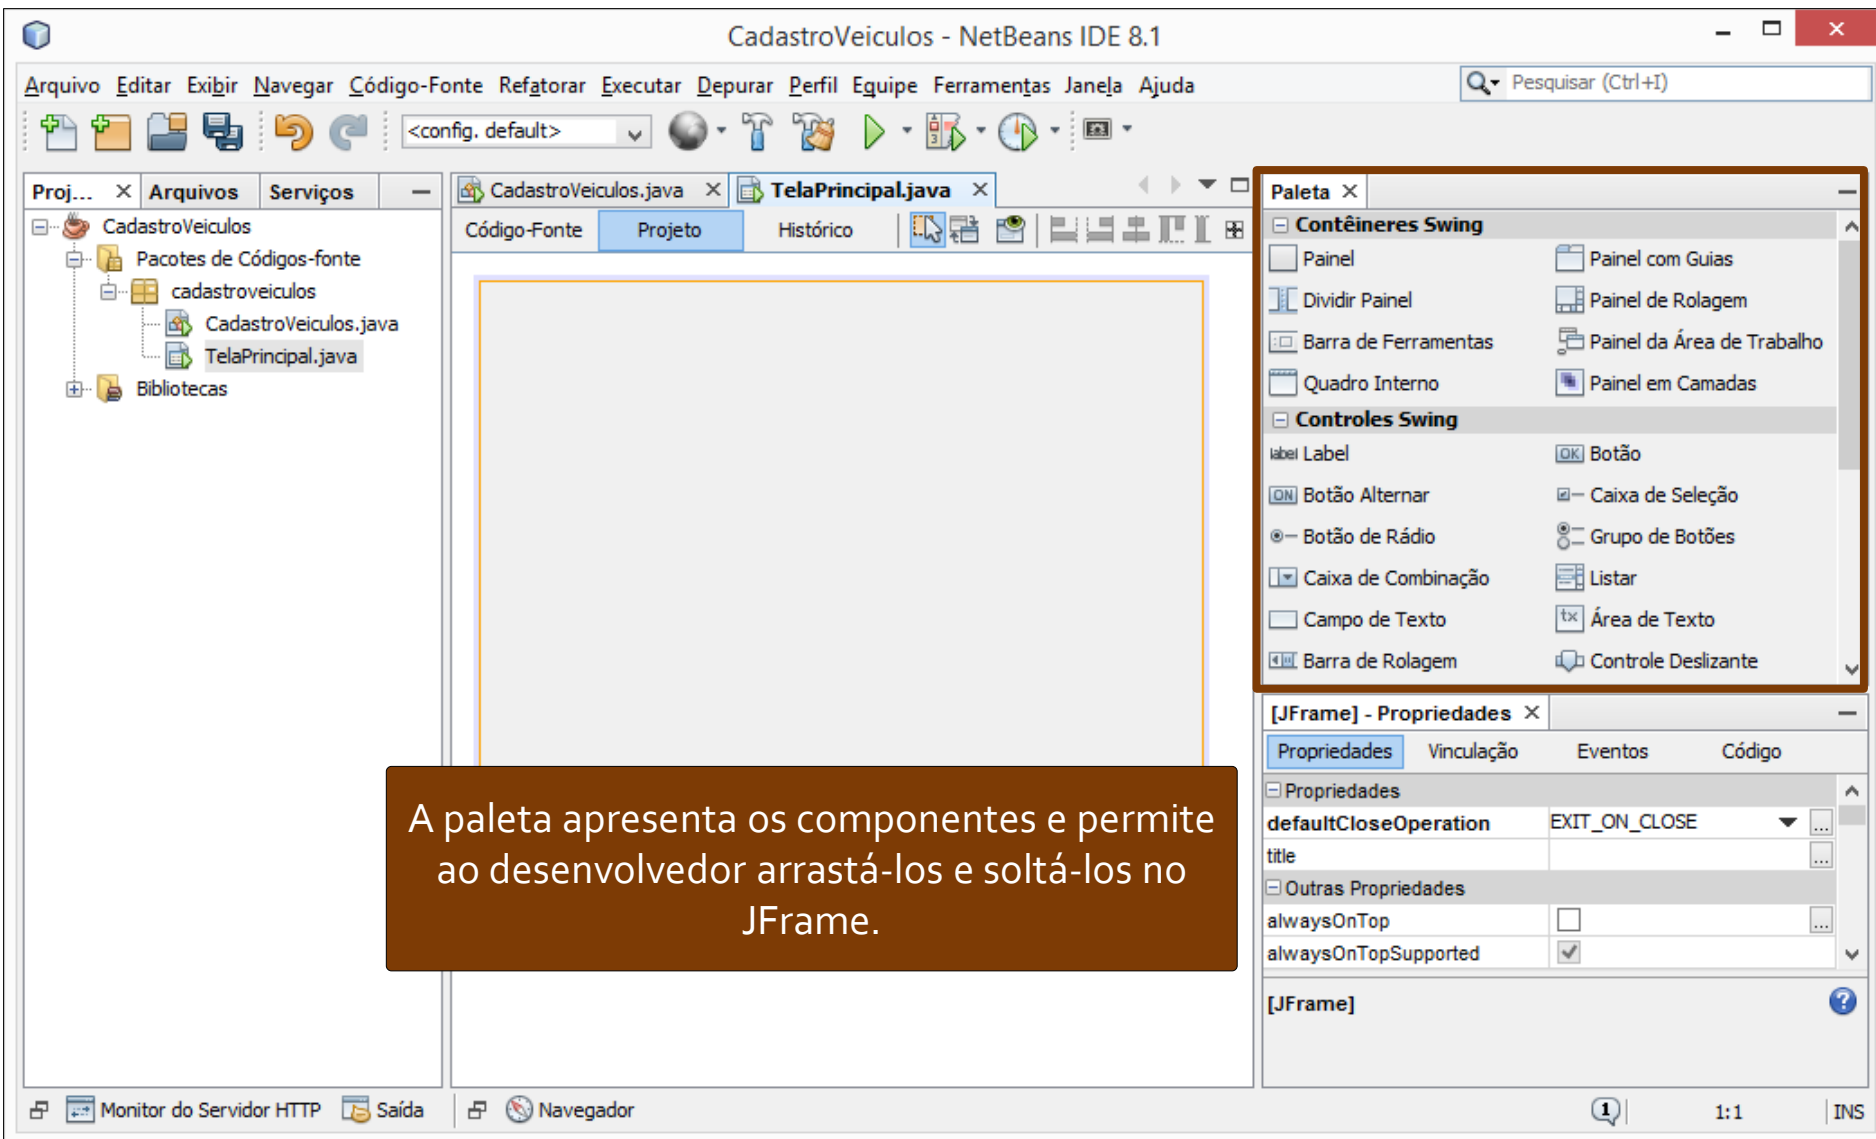 CadastroVeiculos - NetBeans IDE 8.1
Arquivo Editar Exibir Navegar Código-Fonte Refatorar Executar Depurar Perfil Equipe Ferramentas Janela Ajuda
Pesquisar (Ctrl+I)
<config. default>
Proj... Arquivos Serviços
CadastroVeiculos
Pacotes de Códigos-fonte
cadastroveiculos
CadastroVeiculos.java
TelaPrincipal.java
Bibliotecas
CadastroVeiculos.java TelaPrincipal.java
Código-Fonte Projeto Histórico
A paleta apresenta os componentes e permite
ao desenvolvedor arrastá-los e soltá-los no
JFrame.
Paleta
Contêineres Swing
Painel Painel com Guias
Dividir Painel Painel de Rolagem
Barra de Ferramentas Painel da Área de Trabalho
Quadro Interno Painel em Camadas
Controles Swing
label Label OK Botão
ON Botão Alternar Caixa de Seleção
Botão de Rádio Grupo de Botões
Caixa de Combinação Listar
Campo de Texto tx Área de Texto
Barra de Rolagem Controle Deslizante
[JFrame] - Propriedades
Propriedades Vinculação Eventos Código
Propriedades
defaultCloseOperation EXIT_ON_CLOSE ...
title ...
Outras Propriedades
alwaysOnTop ...
alwaysOnTopSupported
[JFrame]
Monitor do Servidor HTTP Saída Navegador 1 1:1 INS